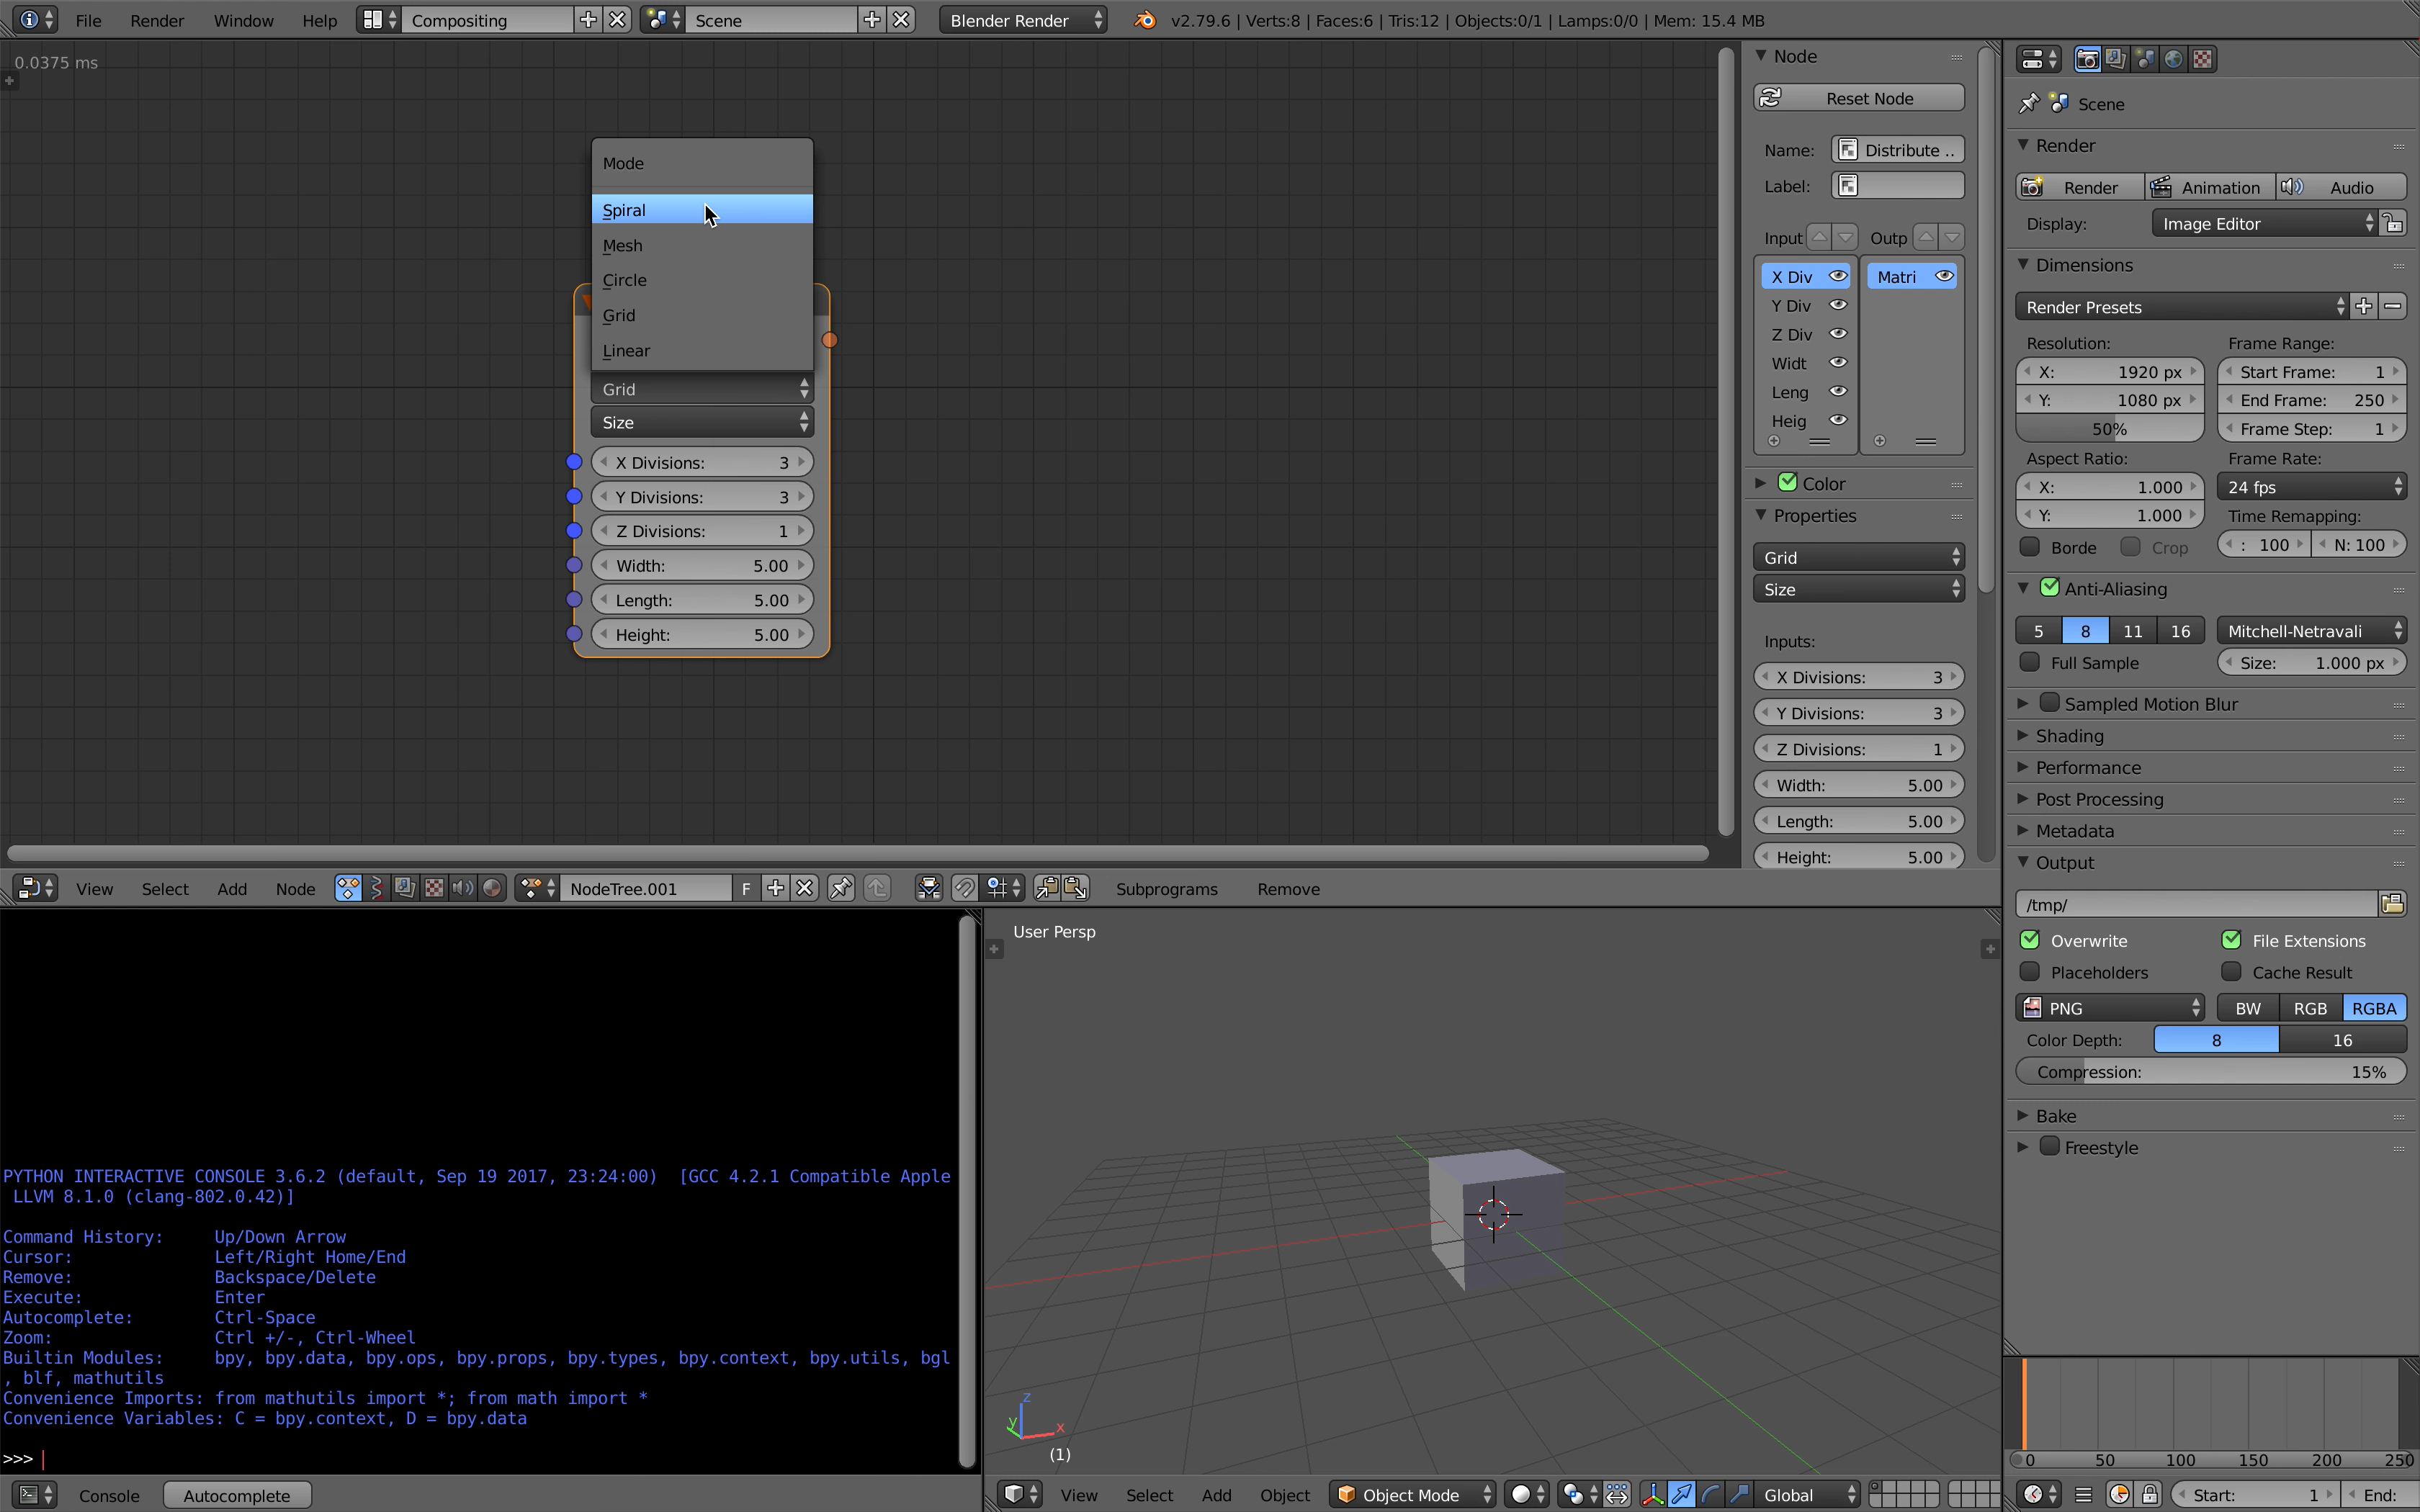 File Render Window Help Compositing Scene Blender Render v2.79.6 | Verts:8 | Faces:6 | Tris:12 | Objects:0/1 | Lamps:0/0 | Mem: 15.4 MB
0.0375 ms
Mode
Spiral
Mesh
Circle
Grid
Linear
Grid
Size
X Divisions: 3
Y Divisions: 3
Z Divisions: 1
Width: 5.00
Length: 5.00
Height: 5.00
Node
Reset Node
Name: Distribute ..
Label:
Input Outp
X Div Matri
Y Div
Z Div
Widt
Leng
Heig
Color
Properties
Grid
Size
Inputs:
X Divisions: 3
Y Divisions: 3
Z Divisions: 1
Width: 5.00
Length: 5.00
Height: 5.00
View Select Add Node NodeTree.001 F Subprograms Remove
Scene
Render
Render Animation Audio
Display: Image Editor
Dimensions
Render Presets
Resolution: Frame Range:
X: 1920 px Start Frame: 1
Y: 1080 px End Frame: 250
50% Frame Step: 1
Aspect Ratio: Frame Rate:
X: 1.000 24 fps
Y: 1.000 Time Remapping:
Borde Crop : 100 N: 100
Anti-Aliasing
5 8 11 16 Mitchell-Netravali
Full Sample Size: 1.000 px
Sampled Motion Blur
Shading
Performance
Post Processing
Metadata
Output
/tmp/
Overwrite File Extensions
Placeholders Cache Result
PNG BW RGB RGBA
Color Depth: 8 16
Compression: 15%
Bake
Freestyle
PYTHON INTERACTIVE CONSOLE 3.6.2 (default, Sep 19 2017, 23:24:00)  [GCC 4.2.1 Compatible Apple
LLVM 8.1.0 (clang-802.0.42)]
Command History: Up/Down Arrow
Cursor: Left/Right Home/End
Remove: Backspace/Delete
Execute: Enter
Autocomplete: Ctrl-Space
Zoom: Ctrl +/-, Ctrl-Wheel
Builtin Modules: bpy, bpy.data, bpy.ops, bpy.props, bpy.types, bpy.context, bpy.utils, bgl
, blf, mathutils
Convenience Imports: from mathutils import *; from math import *
Convenience Variables: C = bpy.context, D = bpy.data
>>>
Console Autocomplete
User Persp
z
y x
(1)
View Select Add Object Object Mode Global
0 50 100 150 200 250
Start: 1 End: